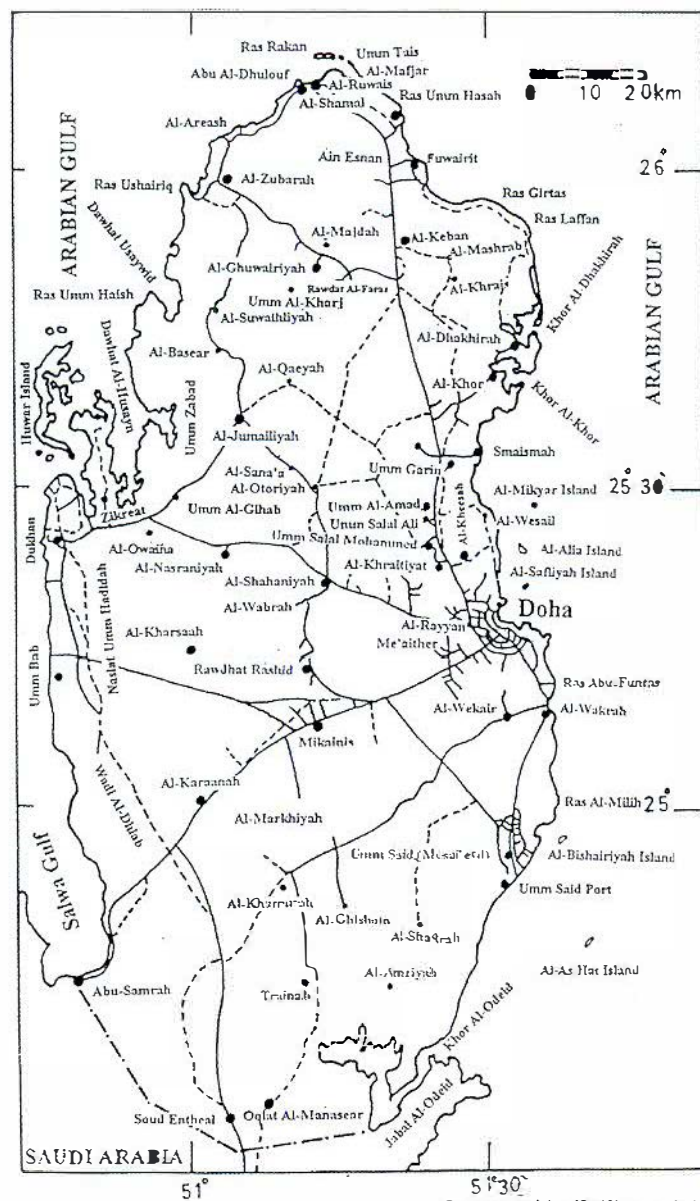 Ras Rakan
Umm Tais
Abu Al-Dhulouf
Al-Mafjar
Al-Ruwais
Al-Shamal
Ras Umm Hasah
0 10 20km
Al-Areash
ARABIAN GULF
Ain Esnan
Fuwairit
26°
Al-Zubarah
Ras Ushairiq
Ras Girtas
Ras Laffan
Dawhat Usaywid
Al-Majdah
Al-Keban
Al-Mashrab
ARABIAN GULF
Al-Ghuwairiyah
Rawdat Al-Faras
Al-Khraj
Khor Al-Dhakhirah
Ras Umm Haish
Umm Al-Kharj
Al-Suwaihliyah
Al-Dhakhirah
Dawhat Al-Husayn
Al-Basear
Al-Qaeyah
Al-Khor
Khor Al-Khor
Huwar Island
Umm Zabad
Al-Jumailiyah
Smaismah
Al-Sana'a
Umm Garin
25° 30
Al-Otoriyah
Al-Mikyar Island
Zikreat
Umm Al-Ghab
Umm Al-Amad
Al-Kheesah
Al-Wesail
Dukhan
Umm Salal Ali
Al-Owaina
Umm Salal Mohammed
Al-Alia Island
Al-Nasraniyah
Al-Khraitiyat
Al-Safliyah Island
Al-Shahaniyah
Naslat Umm Hadidah
Al-Wabrah
Doha
Al-Rayyan
Al-Kharsaah
Me'aither
Umm Bab
Rawdhat Rashid
Ras Abu-Funtas
Al-Wekair
Al-Wakrah
Mikainis
Al-Karaanah
Wadi Al-Dhiab
Ras Al-Milih
25°
Al-Markhiyah
Umm Said (Mesai'eed)
Al-Bishairiyah Island
Salwa Gulf
Al-Kharrarah
Umm Said Port
Al-Ghishain
Al-Shaqrah
Al-As Hat Island
Abu-Samrah
Trainah
Al-Amriyah
Khor Al-Odeid
Soud Entheal
Oqlat Al-Manasear
Jabal Al-Odeid
SAUDI ARABIA
51°
51° 30